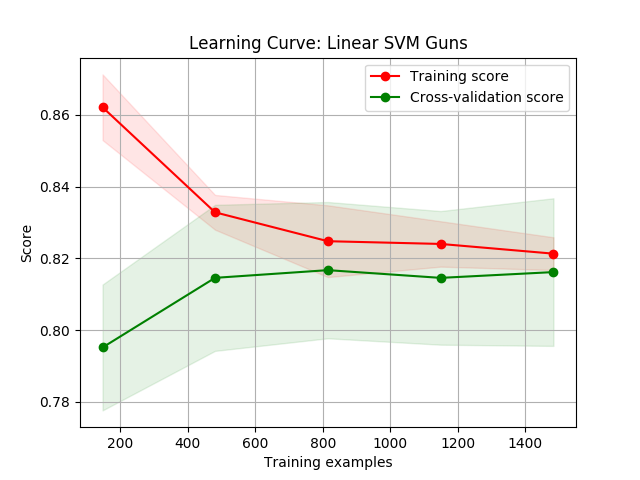 Learning Curve: Linear SVM Guns
Training score
Cross-validation score
Score
0.86
0.84
0.82
0.80
0.78
200 400 600 800 1000 1200 1400
Training examples